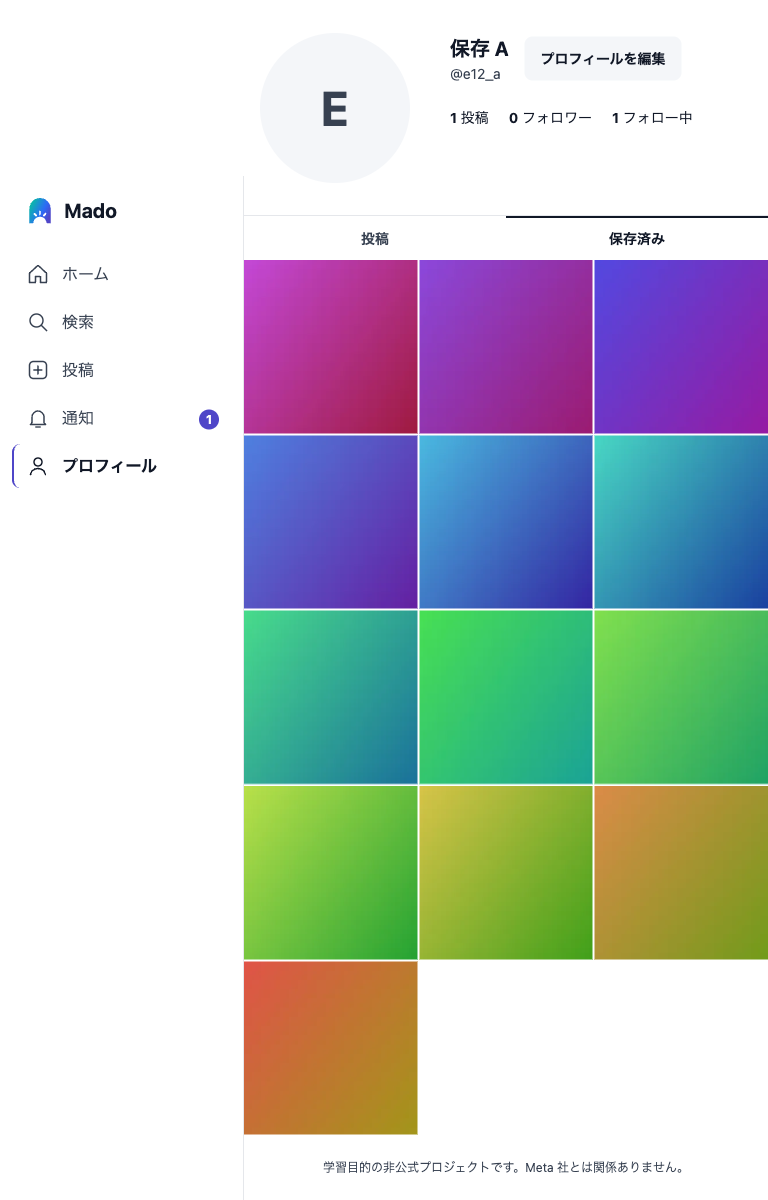 E
保存 A
プロフィールを編集
@e12_a
1 投稿 0 フォロワー 1 フォロー中
Mado
ホーム
検索
投稿
通知 1
プロフィール
投稿 保存済み
学習目的の非公式プロジェクトです。Meta 社とは関係ありません。